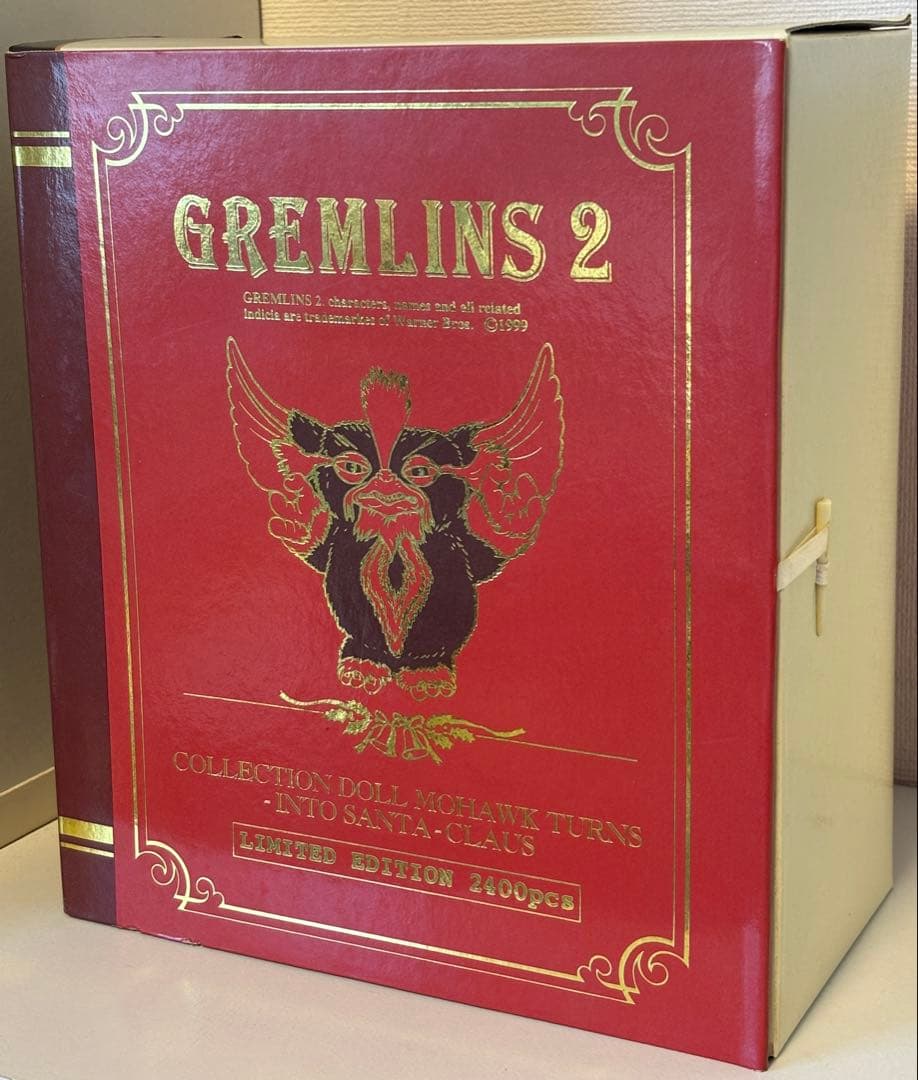 GREMLINS 2
GREMLINS 2. characters, names and all related
indicia are trademarkes of Warner Bros. ©1999
COLLECTION DOLL MOHAWK TURNS
- INTO SANTA-CLAUS
LIMITED EDITION 2400pcs